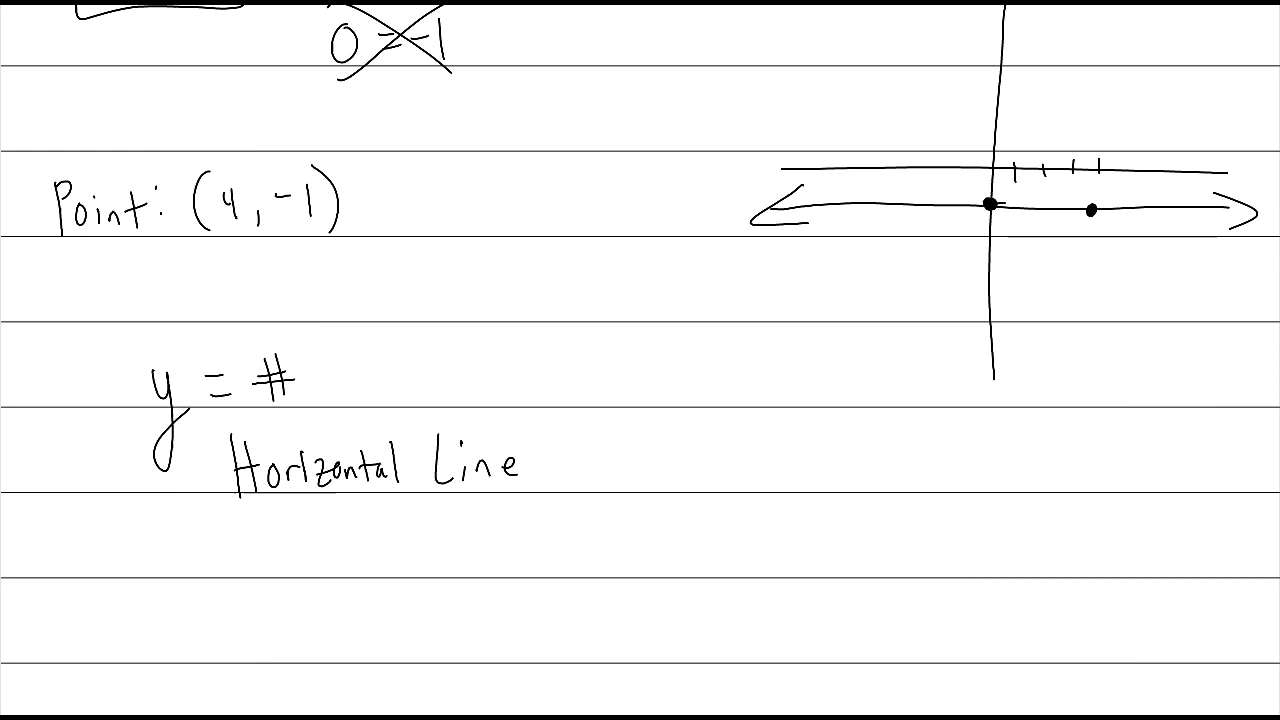 0 = -1
Point: (4, -1)
y = #
Horizontal Line